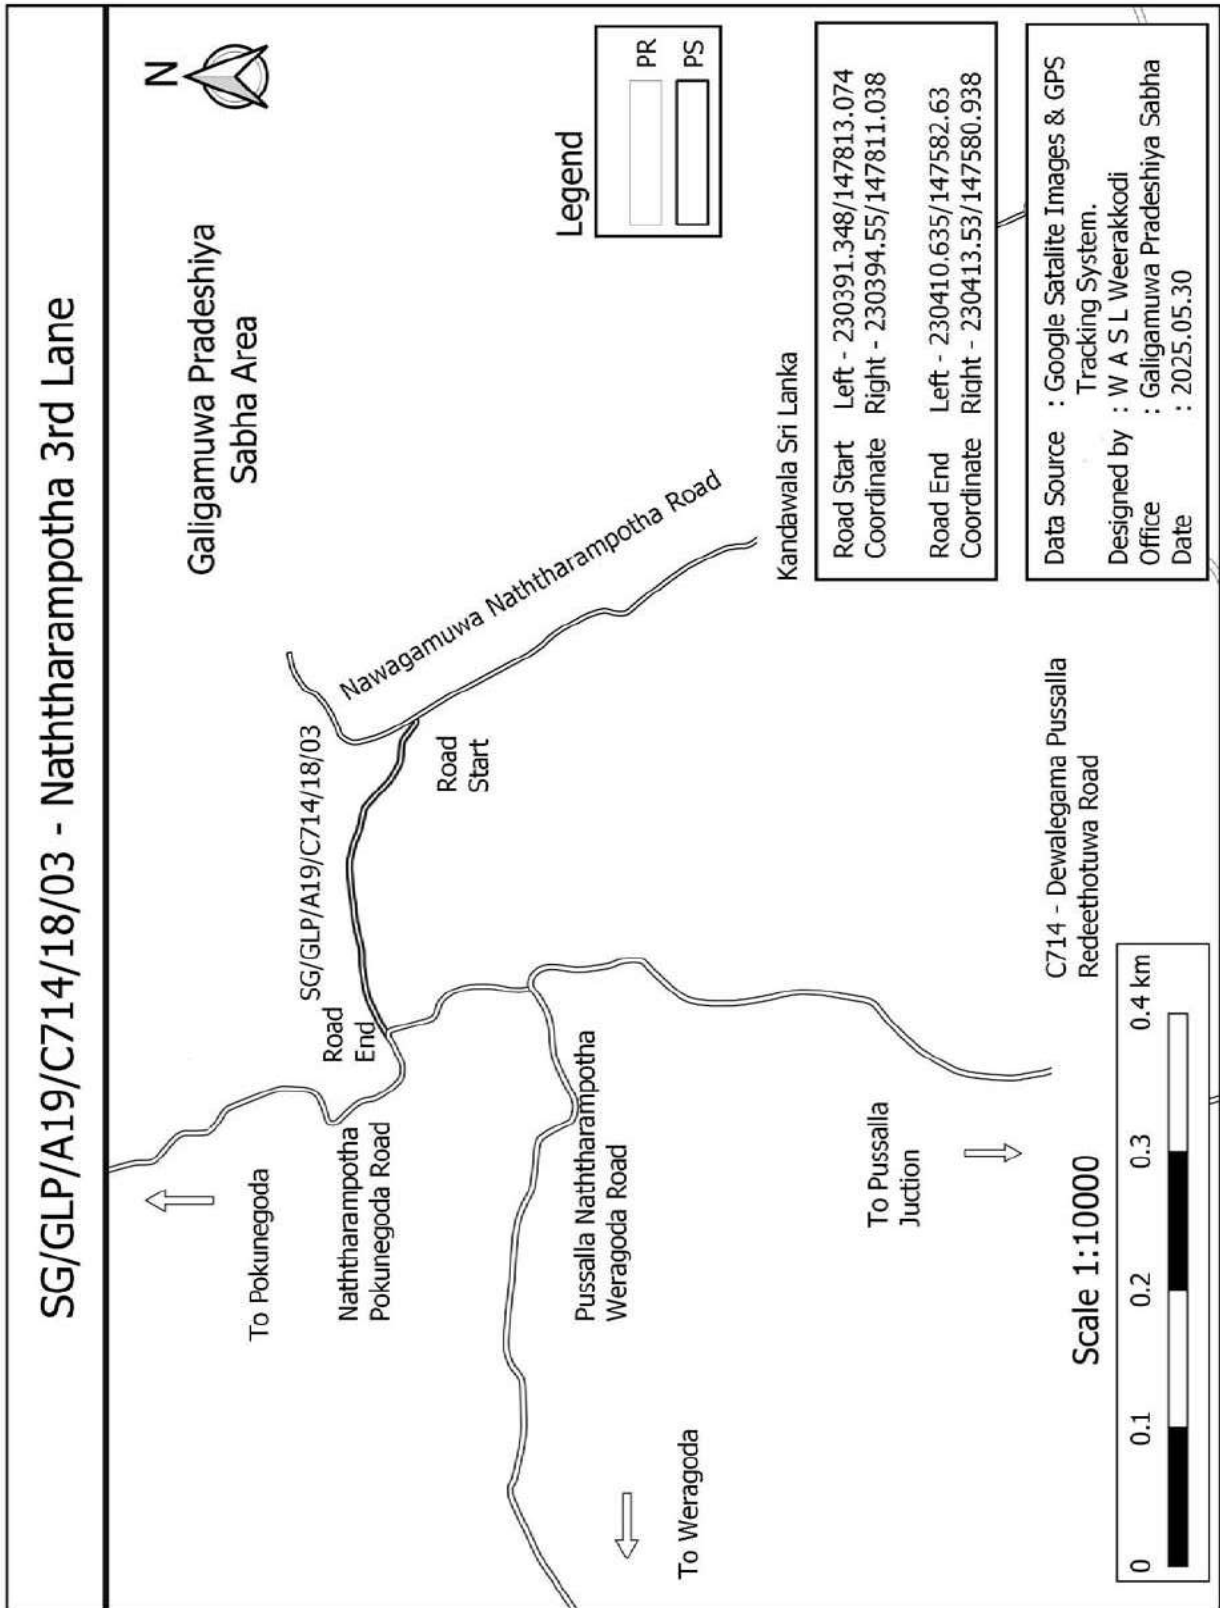 SG/GLP/A19/C714/18/03 - Naththarampotha 3rd Lane
N
Galigamuwa Pradeshiya
Sabha Area
To Pokunegoda
Naththarampotha
Pokunegoda Road
Road
End
SG/GLP/A19/C714/18/03
Road
Start
Nawagamuwa Naththarampotha Road
Legend
PR
PS
Pussalla Naththarampotha
Weragoda Road
To Weragoda
To Pussalla
Juction
Kandawala Sri Lanka
Road Start Left - 230391.348/147813.074
Coordinate Right - 230394.55/147811.038
Road End Left - 230410.635/147582.63
Coordinate Right - 230413.53/147580.938
C714 - Dewalegama Pussalla
Redeethotuwa Road
Scale 1:10000
0 0.1 0.2 0.3 0.4 km
Data Source : Google Satalite Images & GPS
Tracking System.
Designed by : W A S L Weerakkodi
Office : Galigamuwa Pradeshiya Sabha
Date : 2025.05.30